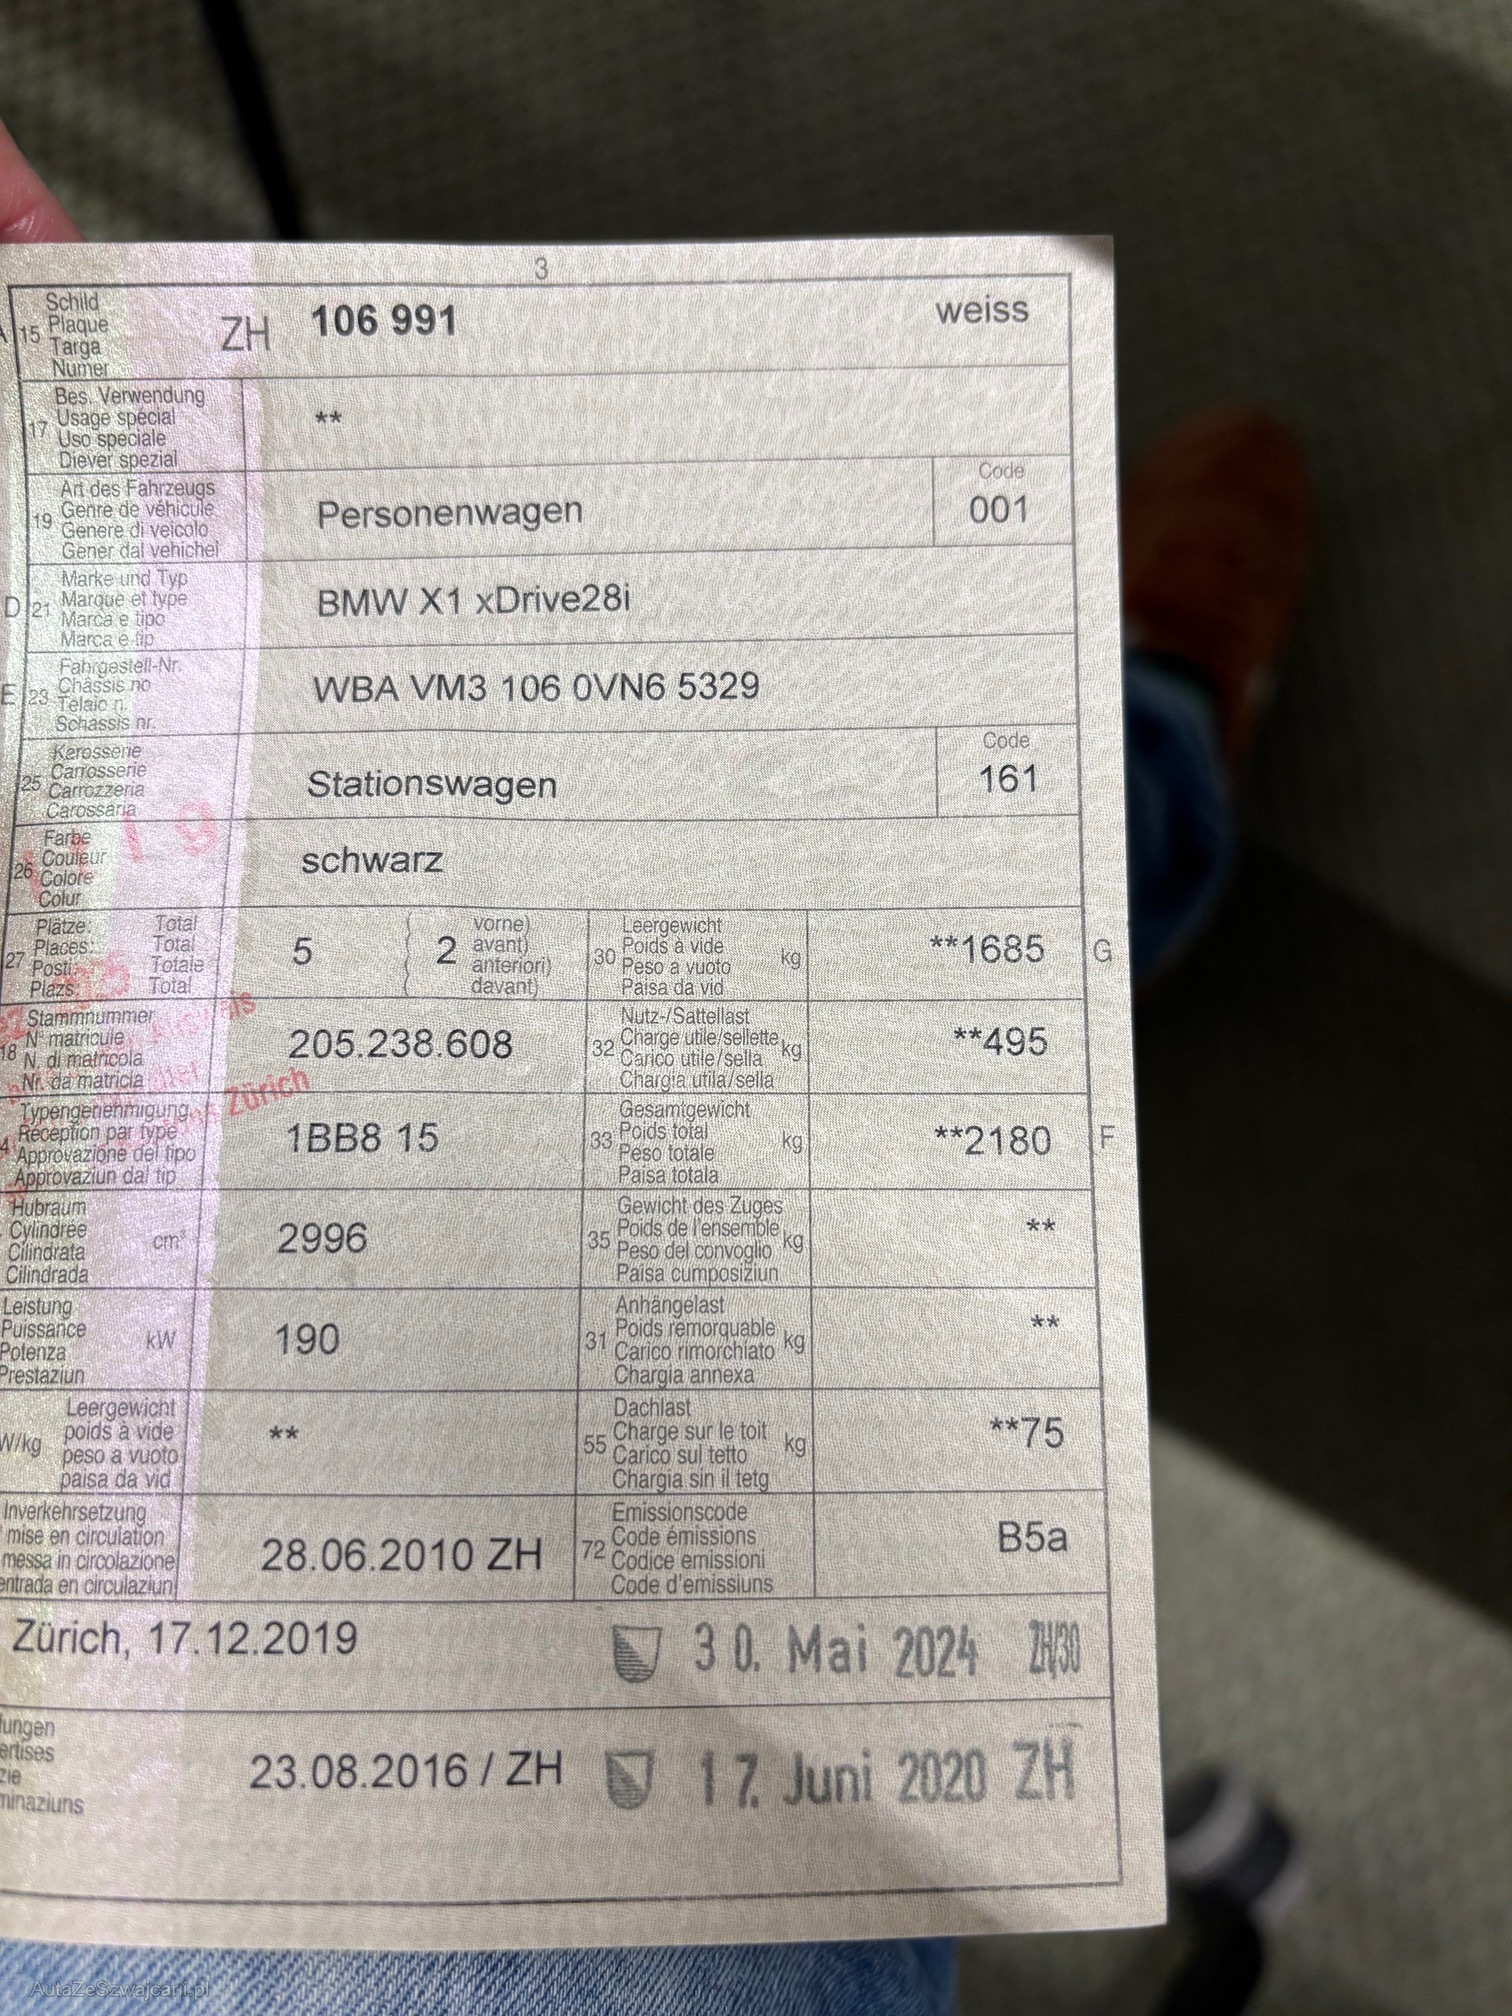 3
A 15 Schild Plaque Targa Numer ZH 106 991 weiss
17 Bes. Verwendung Usage spécial Uso speciale Diever spezial **
19 Art des Fahrzeugs Genre de véhicule Genere di veicolo Gener dal vehichel Personenwagen Code 001
D 21 Marke und Typ Marque et type Marca e tipo Marca e tip BMW X1 xDrive28i
E 23 Fahrgestell-Nr. Châssis no Telaio n. Schassis nr. WBA VM3 106 0VN6 5329
25 Karosserie Carrosserie Carrozzeria Carossaria Stationswagen Code 161
26 Farbe Couleur Colore Colur schwarz
27 Plätze: Places: Posti: Plazs: Total Total Totale Total 5 2 vorne) avant) anteriori) davant) 30 Leergewicht Poids à vide Peso a vuoto Paisa da vid kg **1685 G
18 Stammnummer N° matricule N. di matricola Nr. da matricla 205.238.608 32 Nutz-/Sattellast Charge utile/sellette Carico utile/sella Chargia utila/sella kg **495
Zürich
Typengenehmigung Réception par type Approvazione del tipo Approvaziun dal tip 1BB8 15 33 Gesamtgewicht Poids total Peso totale Paisa totala kg **2180 F
Hubraum Cylindrée Cilindrata Cilindrada cm³ 2996 35 Gewicht des Zuges Poids de l'ensemble Peso del convoglio Paisa cumposiziun kg **
Leistung Puissance Potenza Prestaziun kW 190 31 Anhängelast Poids remorquable Carico rimorchiato Chargia annexa kg **
W/kg Leergewicht poids à vide peso a vuoto paisa da vid ** 55 Dachlast Charge sur le toit Carico sul tetto Chargia sin il tetg kg **75
Inverkehrsetzung mise en circulation messa in circolazione entrada en circulaziun 28.06.2010 ZH 72 Emissionscode Code émissions Codice emissioni Code d'emissiuns B5a
Zürich, 17.12.2019 30. Mai 2024 ZH/30
23.08.2016 / ZH 17. Juni 2020 ZH
AutaZeSzwajcarii.pl